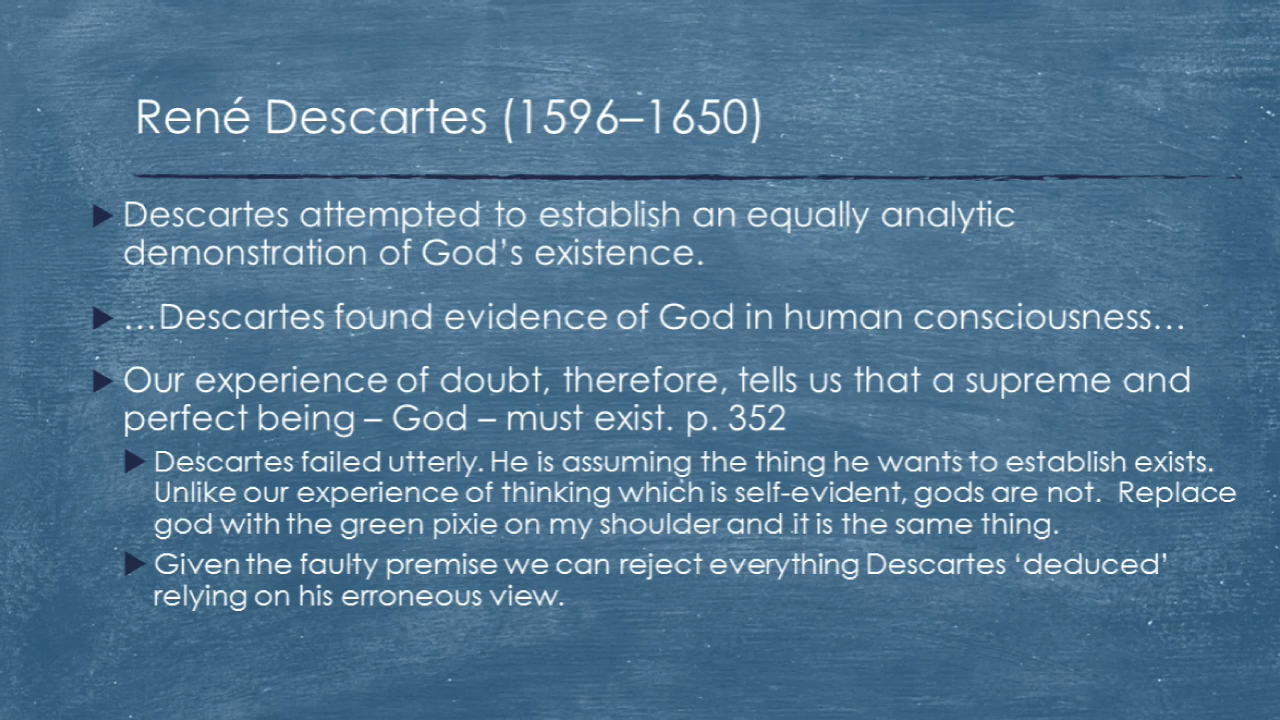 René Descartes (1596–1650)
Descartes attempted to establish an equally analytic
demonstration of God's existence.
…Descartes found evidence of God in human consciousness…
Our experience of doubt, therefore, tells us that a supreme and
perfect being – God – must exist. p. 352
Descartes failed utterly. He is assuming the thing he wants to establish exists.
Unlike our experience of thinking which is self-evident, gods are not.  Replace
god with the green pixie on my shoulder and it is the same thing.
Given the faulty premise we can reject everything Descartes ‘deduced’
relying on his erroneous view.